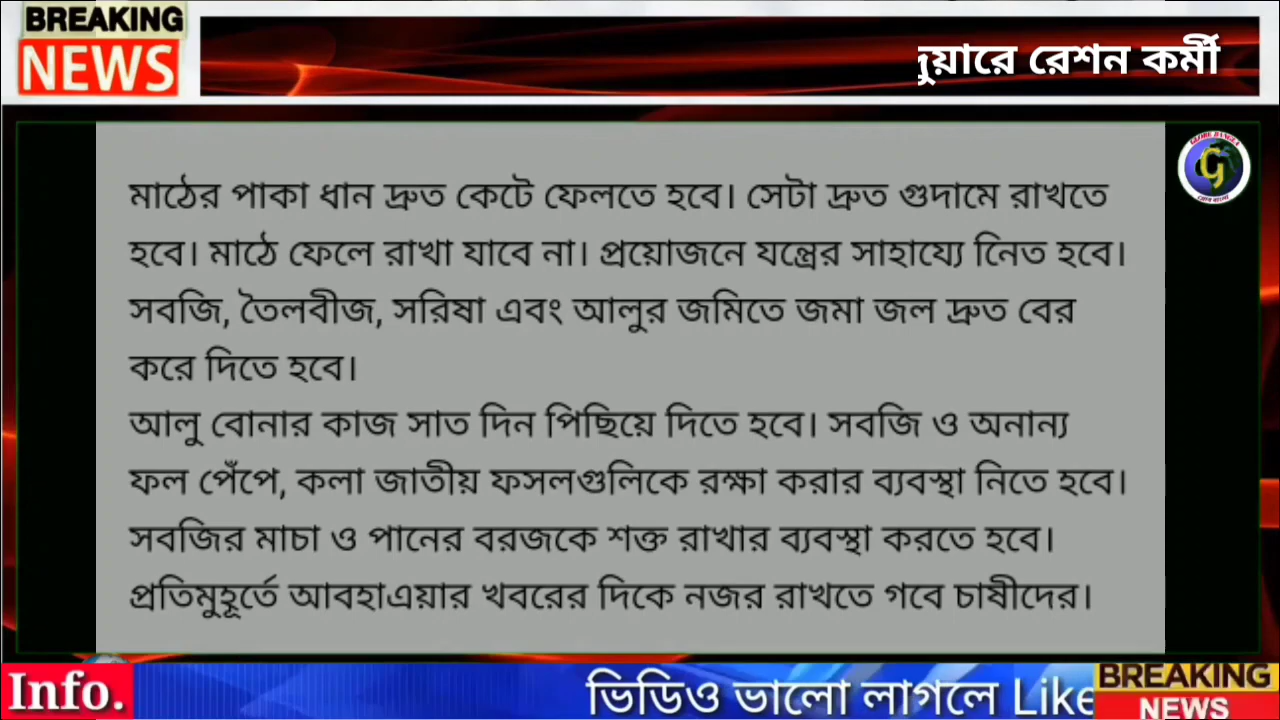 BREAKING
NEWS
দুয়ারে রেশন কর্মী
মাঠের পাকা ধান দ্রুত কেটে ফেলতে হবে। সেটা দ্রুত গুদামে রাখতে
হবে। মাঠে ফেলে রাখা যাবে না। প্রয়োজনে যন্ত্রের সাহায্যে নিেত হবে।
সবজি, তৈলবীজ, সরিষা এবং আলুর জমিতে জমা জল দ্রুত বের
করে দিতে হবে।
আলু বোনার কাজ সাত দিন পিছিয়ে দিতে হবে। সবজি ও অনান্য
ফল পেঁপে, কলা জাতীয় ফসলগুলিকে রক্ষা করার ব্যবস্থা নিতে হবে।
সবজির মাচা ও পানের বরজকে শক্ত রাখার ব্যবস্থা করতে হবে।
প্রতিমুহূর্তে আবহাএয়ার খবরের দিকে নজর রাখতে গবে চাষীদের।
Info.
ভিডিও ভালো লাগলে Like
BREAKING
NEWS